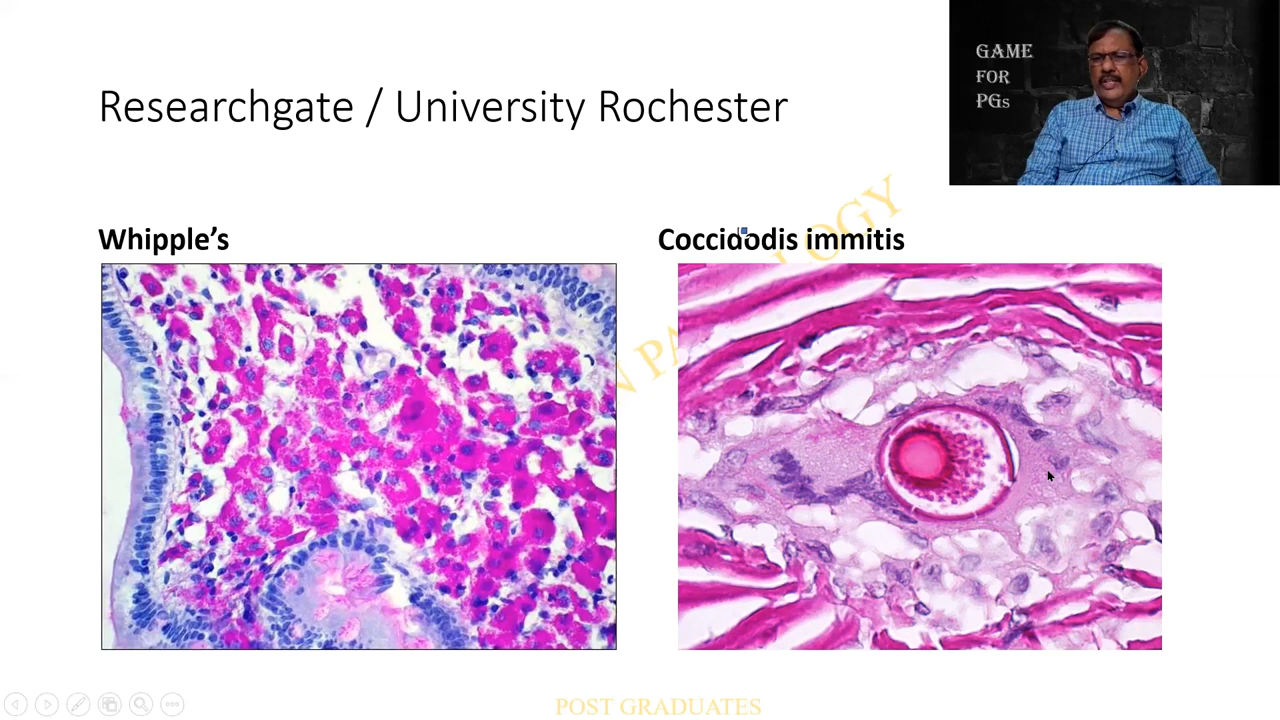 GAME
FOR
PGs
Researchgate / University Rochester
Whipple's
Coccidodis immitis
POST GRADUATES